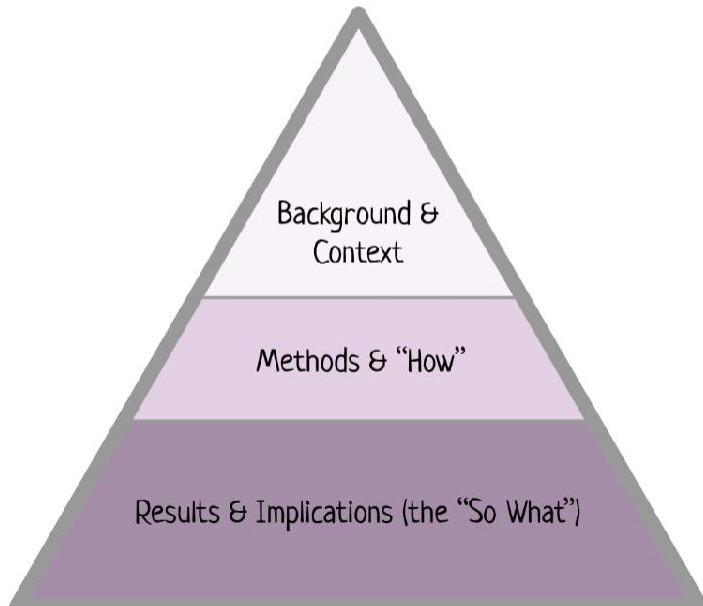 Background &
Context
Methods & “How”
Results & Implications (the “So What”)